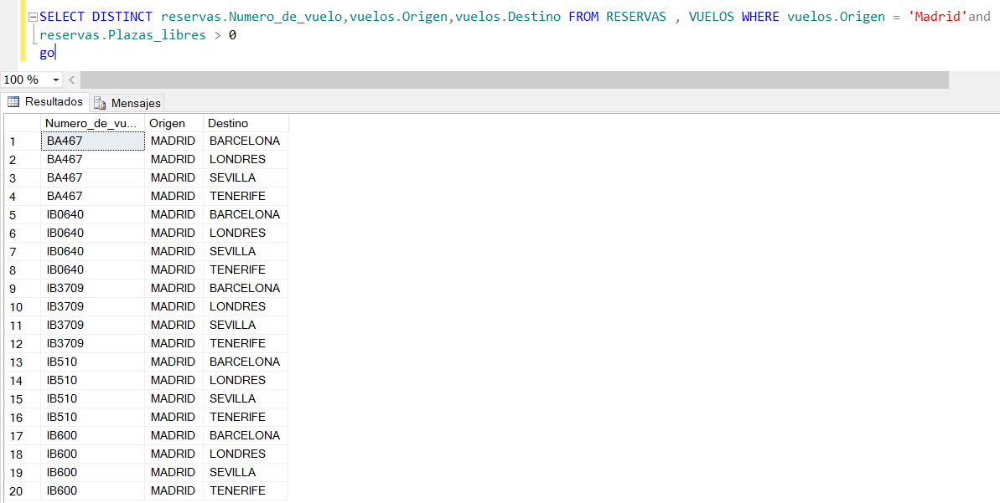 SELECT DISTINCT reservas.Numero_de_vuelo,vuelos.Origen,vuelos.Destino FROM RESERVAS , VUELOS WHERE vuelos.Origen = 'Madrid'and
reservas.Plazas_libres > 0
go
100 %
Resultados Mensajes
Numero_de_vu... Origen Destino
1 BA467 MADRID BARCELONA
2 BA467 MADRID LONDRES
3 BA467 MADRID SEVILLA
4 BA467 MADRID TENERIFE
5 IB0640 MADRID BARCELONA
6 IB0640 MADRID LONDRES
7 IB0640 MADRID SEVILLA
8 IB0640 MADRID TENERIFE
9 IB3709 MADRID BARCELONA
10 IB3709 MADRID LONDRES
11 IB3709 MADRID SEVILLA
12 IB3709 MADRID TENERIFE
13 IB510 MADRID BARCELONA
14 IB510 MADRID LONDRES
15 IB510 MADRID SEVILLA
16 IB510 MADRID TENERIFE
17 IB600 MADRID BARCELONA
18 IB600 MADRID LONDRES
19 IB600 MADRID SEVILLA
20 IB600 MADRID TENERIFE